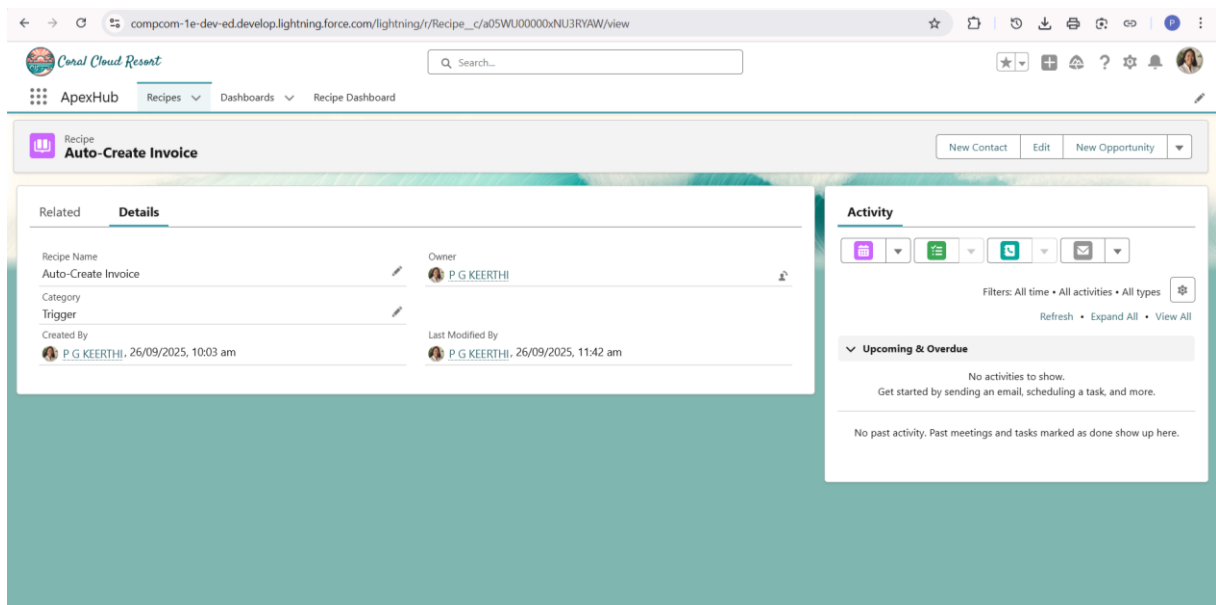 compcom-1e-dev-ed.develop.lightning.force.com/lightning/r/Recipe__c/a05WU00000xNU3RYAW/view
P
Coral Cloud Resort
Search...
ApexHub Recipes Dashboards Recipe Dashboard
Recipe
Auto-Create Invoice
New Contact Edit New Opportunity
Related Details
Recipe Name
Auto-Create Invoice
Owner
P G KEERTHI
Category
Trigger
Created By
P G KEERTHI, 26/09/2025, 10:03 am
Last Modified By
P G KEERTHI, 26/09/2025, 11:42 am
Activity
Filters: All time • All activities • All types
Refresh • Expand All • View All
Upcoming & Overdue
No activities to show.
Get started by sending an email, scheduling a task, and more.
No past activity. Past meetings and tasks marked as done show up here.